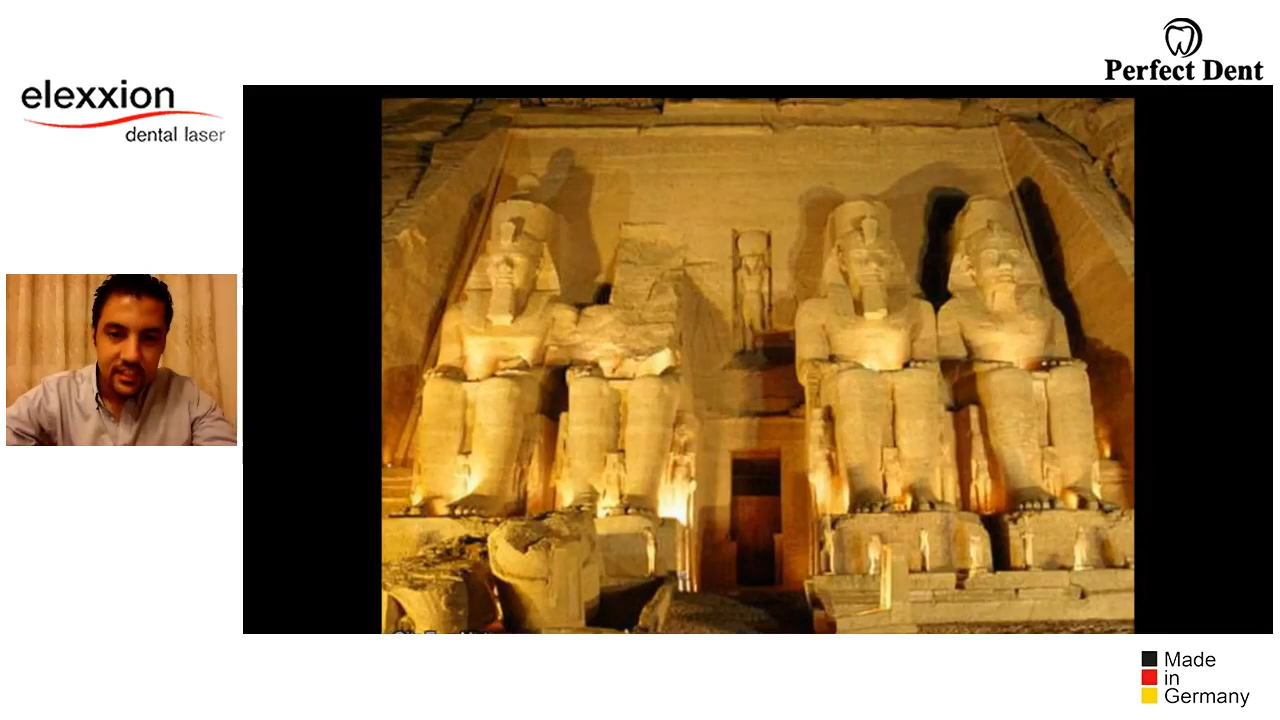 Perfect Dent
elexxion
dental laser
Made
in
Germany